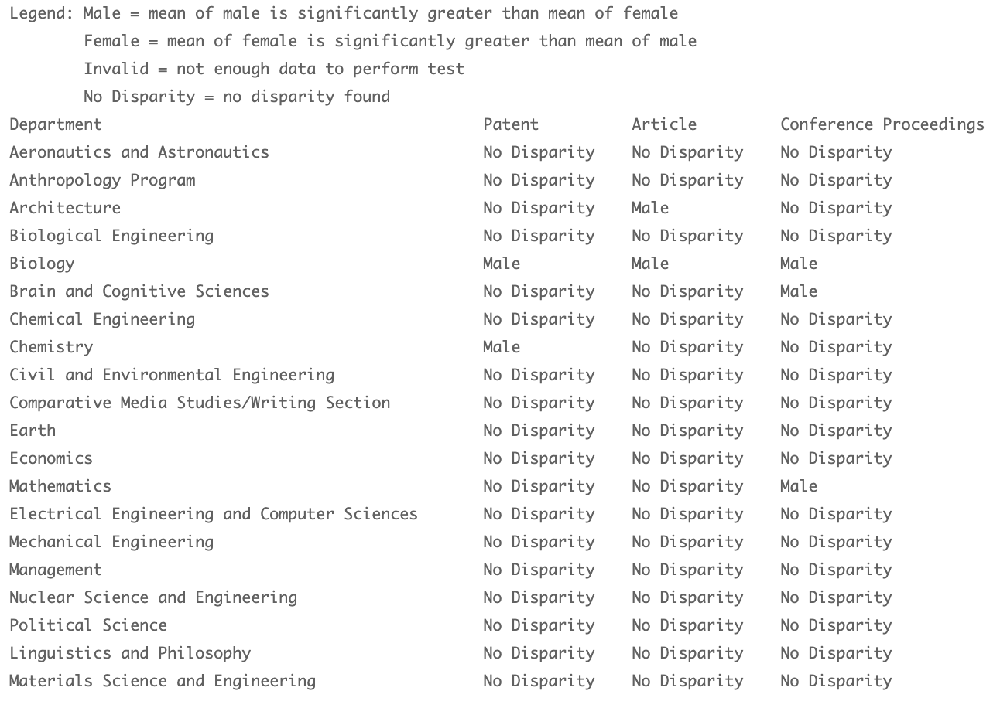 Legend: Male = mean of male is significantly greater than mean of female
Female = mean of female is significantly greater than mean of male
Invalid = not enough data to perform test
No Disparity = no disparity found
Department Patent Article Conference Proceedings
Aeronautics and Astronautics No Disparity No Disparity No Disparity
Anthropology Program No Disparity No Disparity No Disparity
Architecture No Disparity Male No Disparity
Biological Engineering No Disparity No Disparity No Disparity
Biology Male Male Male
Brain and Cognitive Sciences No Disparity No Disparity Male
Chemical Engineering No Disparity No Disparity No Disparity
Chemistry Male No Disparity No Disparity
Civil and Environmental Engineering No Disparity No Disparity No Disparity
Comparative Media Studies/Writing Section No Disparity No Disparity No Disparity
Earth No Disparity No Disparity No Disparity
Economics No Disparity No Disparity No Disparity
Mathematics No Disparity No Disparity Male
Electrical Engineering and Computer Sciences No Disparity No Disparity No Disparity
Mechanical Engineering No Disparity No Disparity No Disparity
Management No Disparity No Disparity No Disparity
Nuclear Science and Engineering No Disparity No Disparity No Disparity
Political Science No Disparity No Disparity No Disparity
Linguistics and Philosophy No Disparity No Disparity No Disparity
Materials Science and Engineering No Disparity No Disparity No Disparity